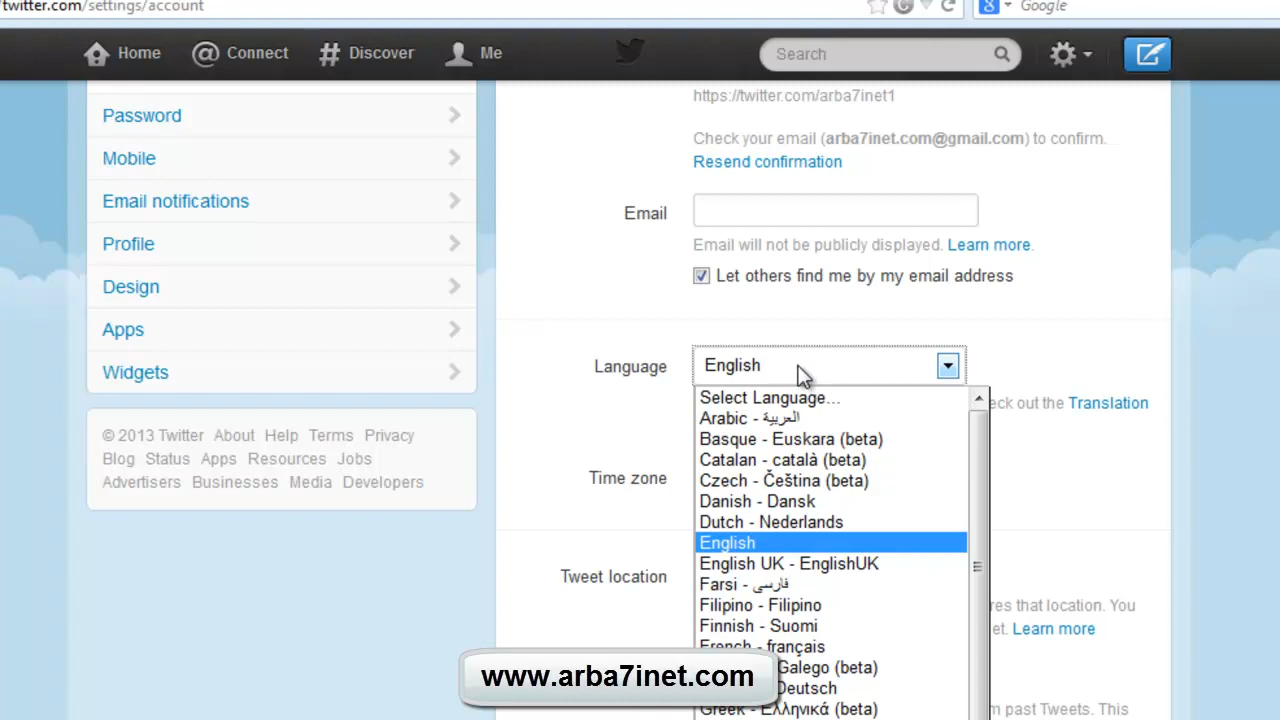 twitter.com/settings/account
Google
Home
Connect
Discover
Me
Search
https://twitter.com/arba7inet1
Password
Mobile
Email notifications
Profile
Design
Apps
Widgets
© 2013 Twitter About Help Terms Privacy
Blog Status Apps Resources Jobs
Advertisers Businesses Media Developers
Check your email (arba7inet.com@gmail.com) to confirm.
Resend confirmation
Email
Email will not be publicly displayed. Learn more.
Let others find me by my email address
Language
English
Select Language...
Arabic - العربية
Basque - Euskara (beta)
Catalan - català (beta)
Czech - Čeština (beta)
Danish - Dansk
Dutch - Nederlands
English
English UK - EnglishUK
Farsi - فارسی
Filipino - Filipino
Finnish - Suomi
French - français
Galego (beta)
Deutsch
Greek - Ελληνικά (beta)
out the Translation
Time zone
Tweet location
that location. You
Learn more
past Tweets. This
www.arba7inet.com